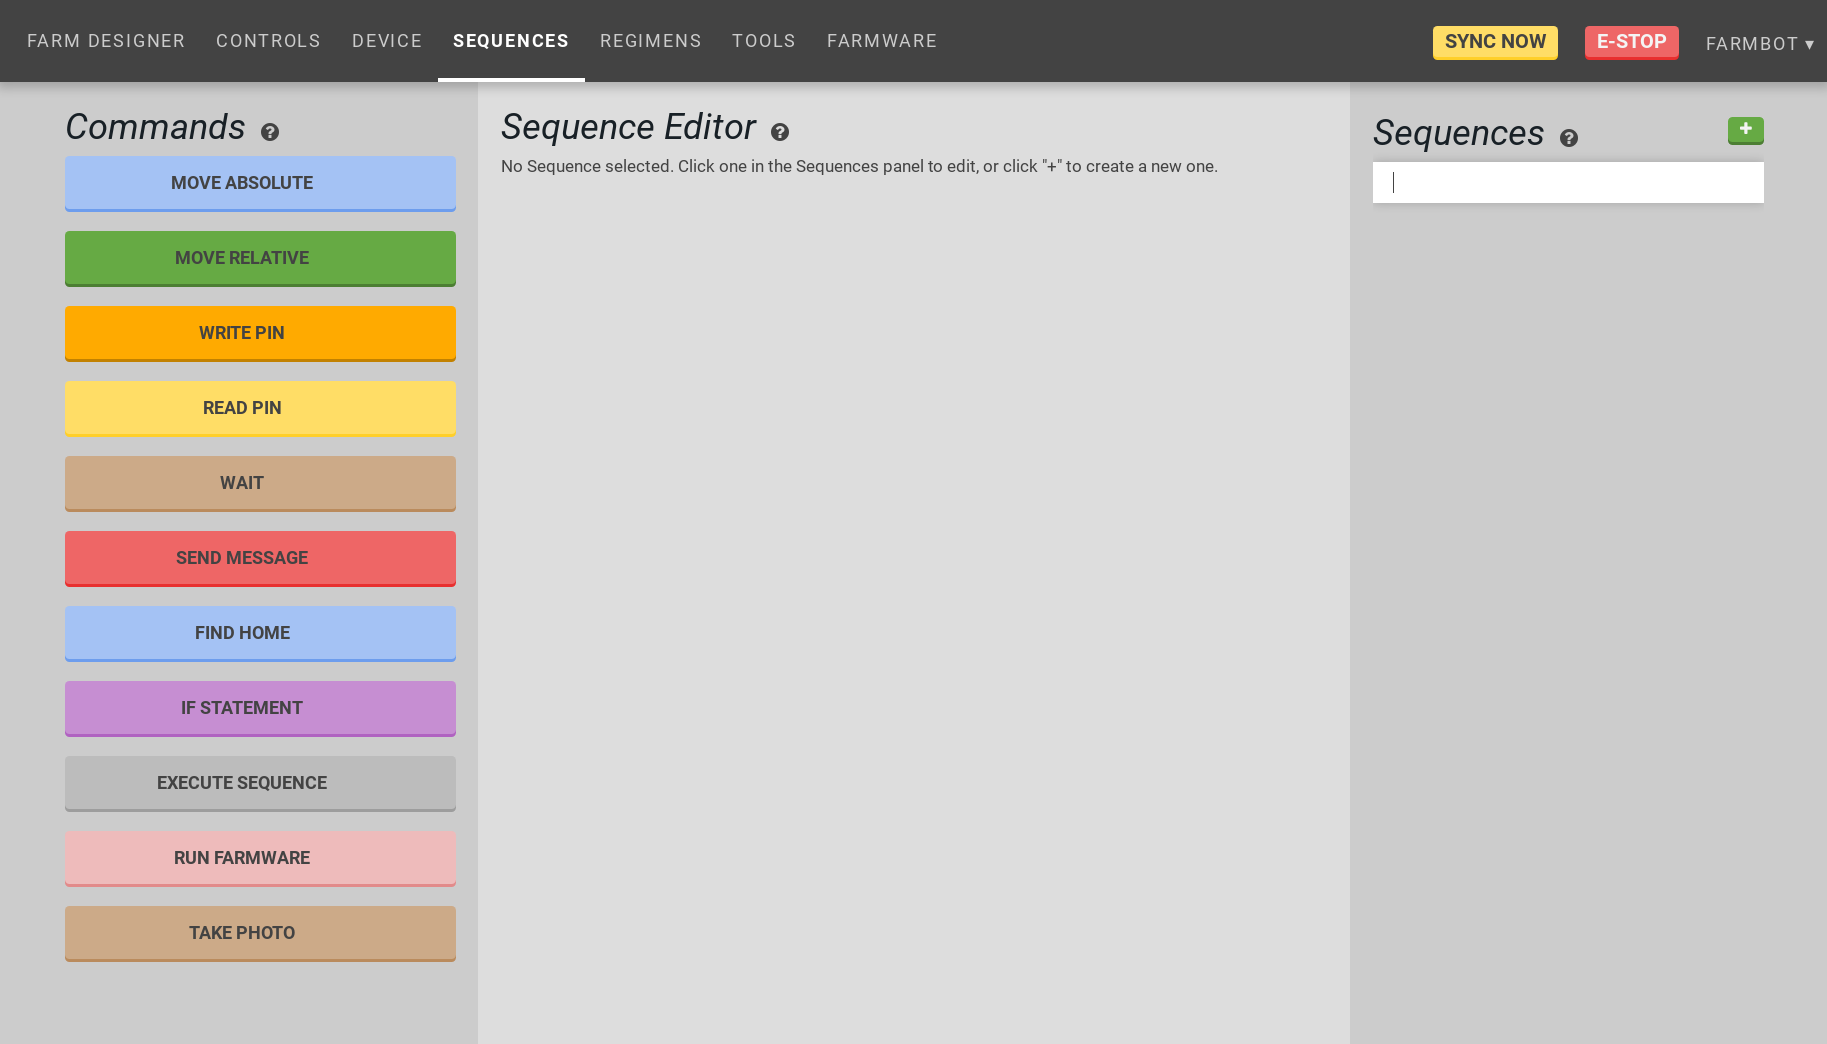 FARM DESIGNER CONTROLS DEVICE SEQUENCES REGIMENS TOOLS FARMWARE SYNC NOW E-STOP FARMBOT ▾
Commands ?
MOVE ABSOLUTE
MOVE RELATIVE
WRITE PIN
READ PIN
WAIT
SEND MESSAGE
FIND HOME
IF STATEMENT
EXECUTE SEQUENCE
RUN FARMWARE
TAKE PHOTO
Sequence Editor ?
No Sequence selected. Click one in the Sequences panel to edit, or click "+" to create a new one.
Sequences ? +